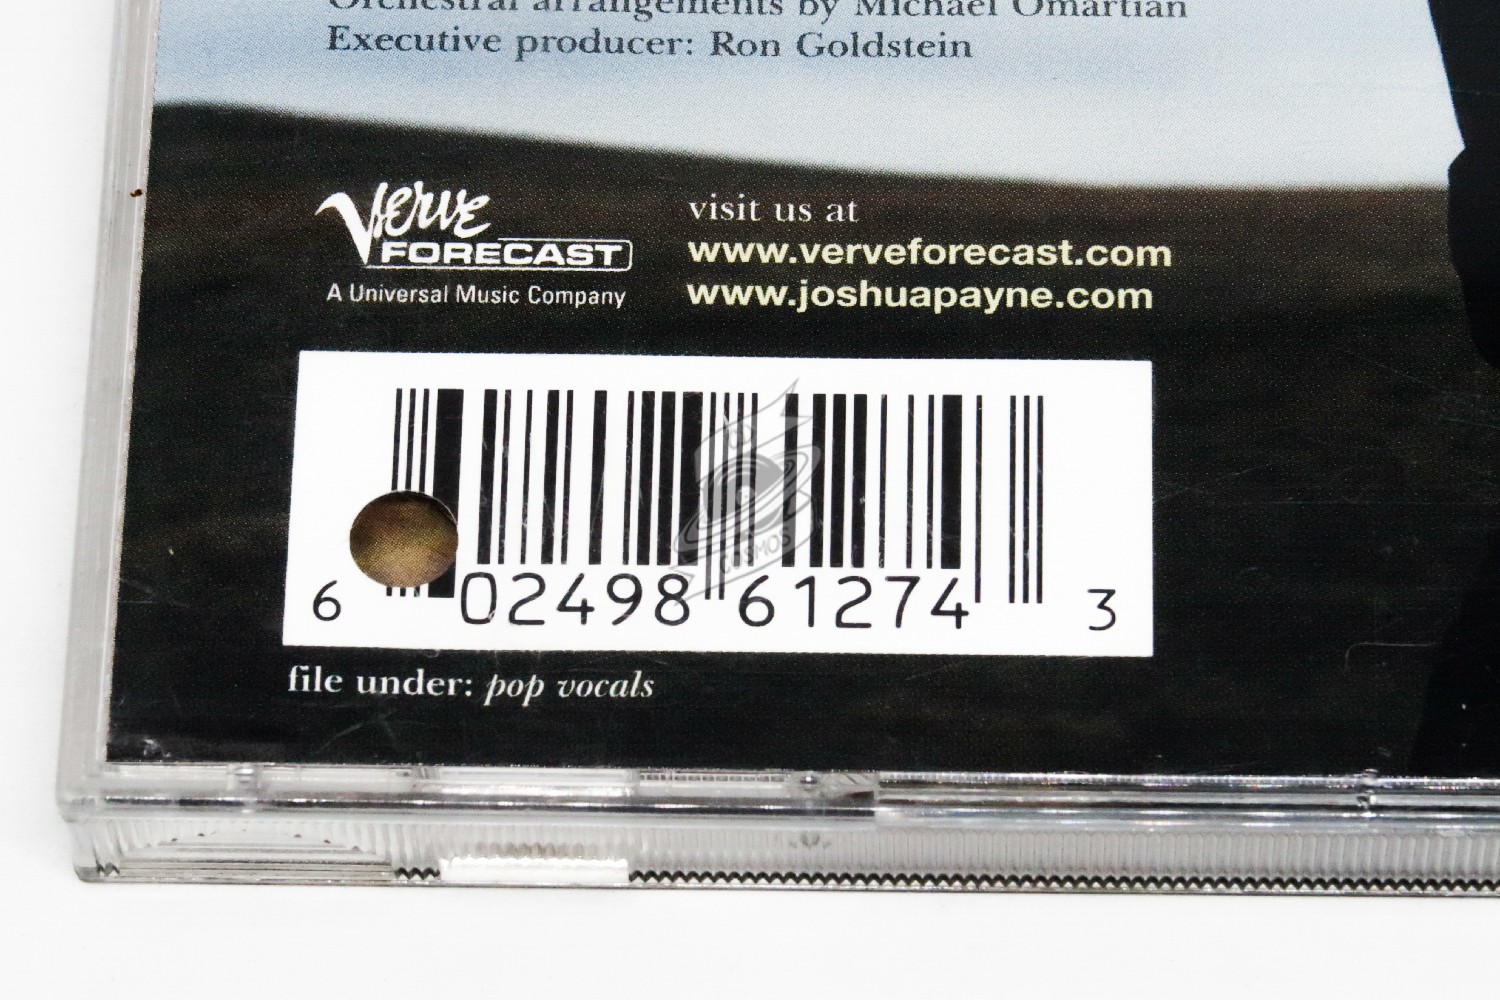 Orchestral arrangements by Michael Omartian
Executive producer: Ron Goldstein
Verve
FORECAST
A Universal Music Company
visit us at
www.verveforecast.com
www.joshuapayne.com
6 02498 61274 3
COSMOS
file under: pop vocals